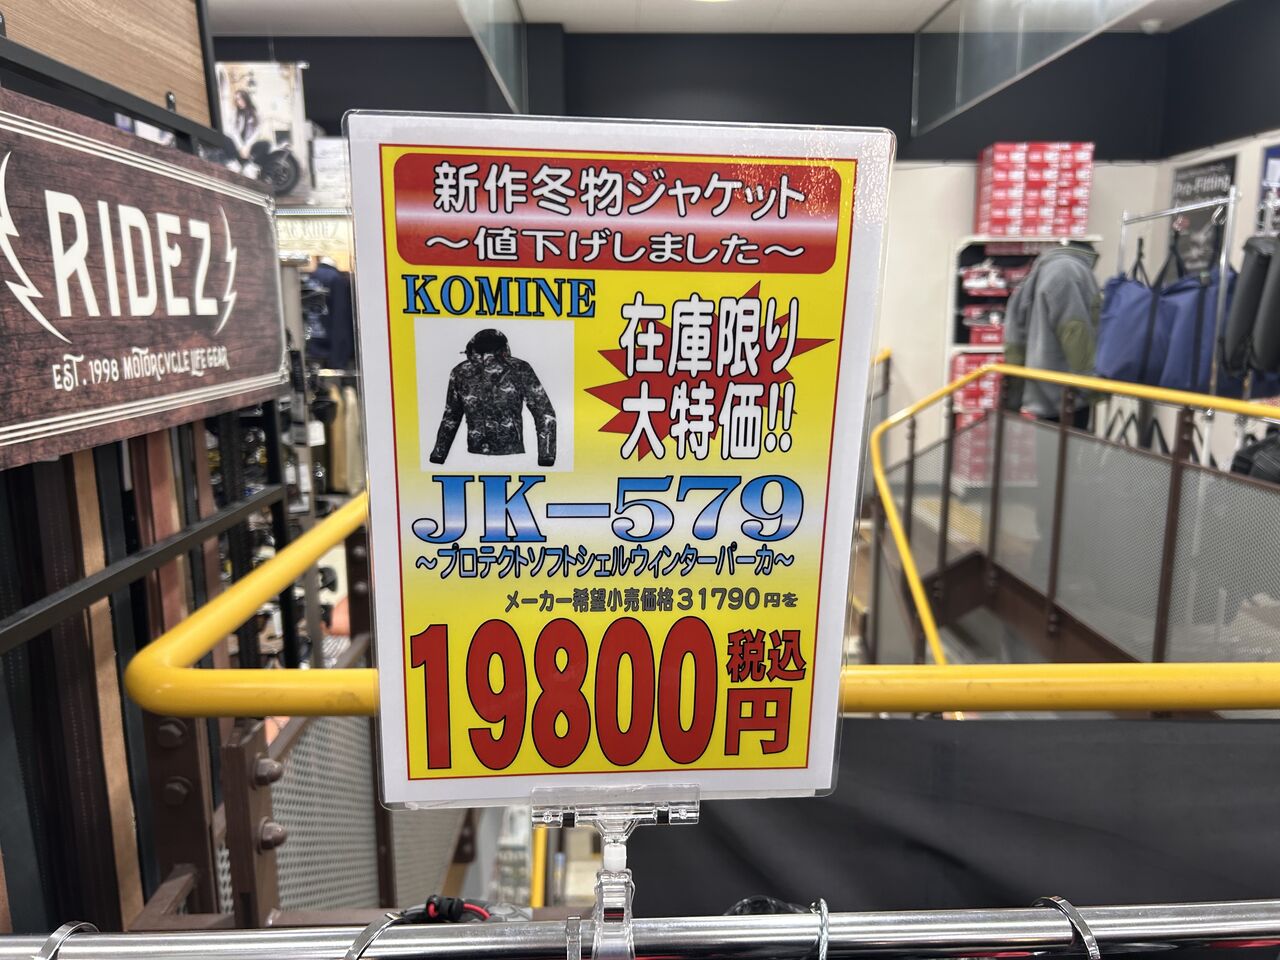 RIDEZ
EST. 1998 MOTORCYCLE LIFE GEAR
新作冬物ジャケット
～値下げしました～
KOMINE
在庫限り
大特価!!
JK-579
～プロテクトソフトシェルウィンターパーカ～
メーカー希望小売価格31790円を
19800税込円
Pro-Fitting